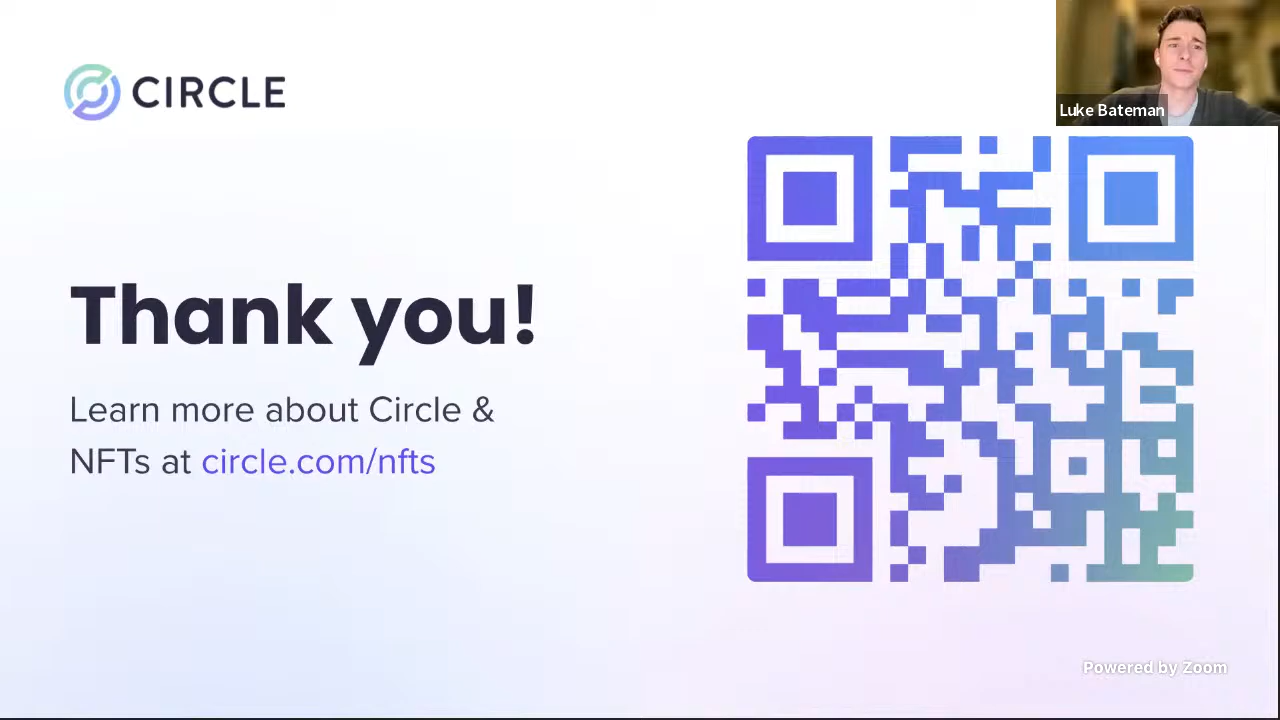 CIRCLE
Luke Bateman
Thank you!
Learn more about Circle &
NFTs at circle.com/nfts
Powered by Zoom